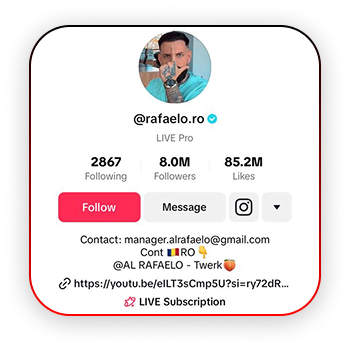 @rafaelo.ro
LIVE Pro
2867 8.0M 85.2M
Following Followers Likes
Follow Message
Contact: manager.alrafaelo@gmail.com
Cont 🇷🇴RO👇
@AL RAFAELO - Twerk🍑
https://youtu.be/eILT3sCmp5U?si=ry72dR...
LIVE Subscription